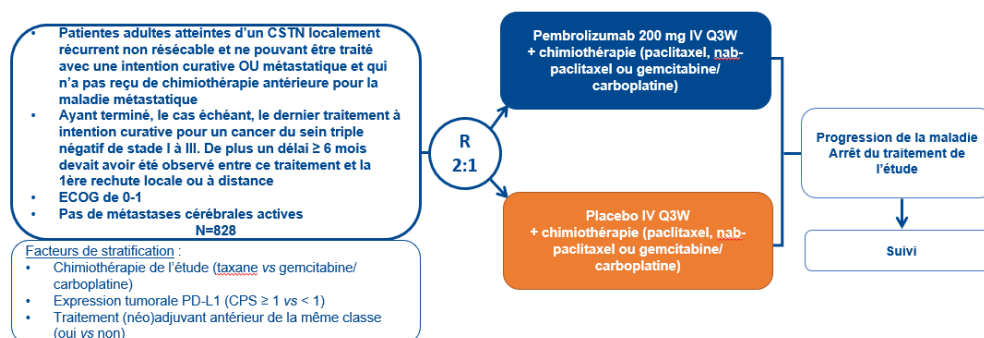 • Patientes adultes atteintes d'un CSTN localement
récurrent non résécable et ne pouvant être traité
avec une intention curative OU métastatique et qui
n'a pas reçu de chimiothérapie antérieure pour la
maladie métastatique
• Ayant terminé, le cas échéant, le dernier traitement à
intention curative pour un cancer du sein triple
négatif de stade I à III. De plus un délai ≥ 6 mois
devait avoir été observé entre ce traitement et la
1ère rechute locale ou à distance
• ECOG de 0-1
• Pas de métastases cérébrales actives
N=828
Facteurs de stratification :
• Chimiothérapie de l'étude (taxane vs gemcitabine/
carboplatine)
• Expression tumorale PD-L1 (CPS ≥ 1 vs < 1)
• Traitement (néo)adjuvant antérieur de la même classe
(oui vs non)
R
2:1
Pembrolizumab 200 mg IV Q3W
+ chimiothérapie (paclitaxel, nab-
paclitaxel ou gemcitabine/
carboplatine)
Placebo IV Q3W
+ chimiothérapie (paclitaxel, nab-
paclitaxel ou gemcitabine/
carboplatine)
Progression de la maladie
Arrêt du traitement de
l'étude
Suivi